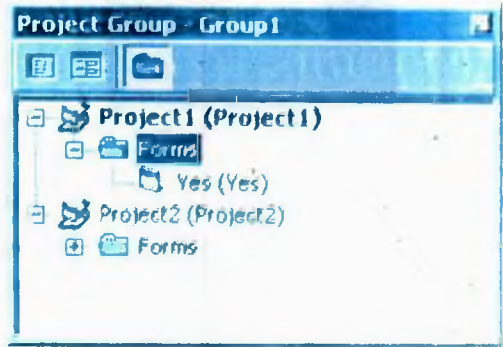 Project Group - Group1
Project1 (Project1)
Forms
Yes (Yes)
Project2 (Project2)
Forms